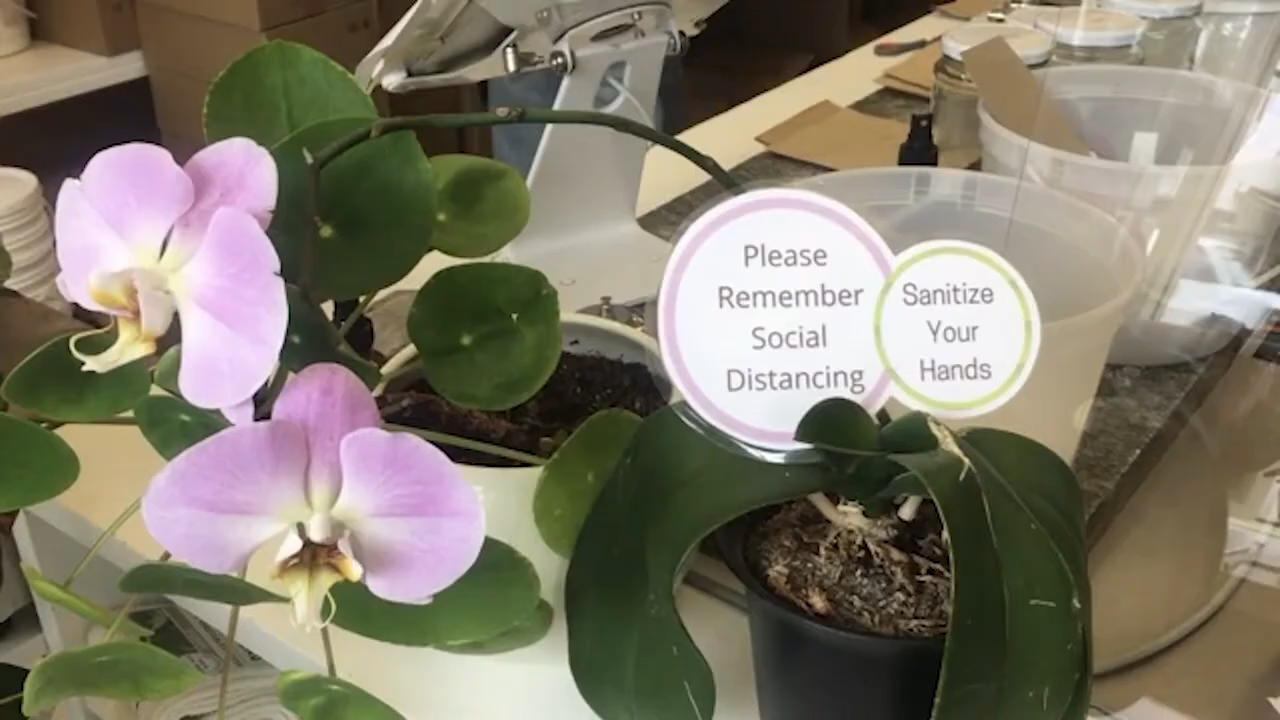 Please
Remember
Social
Distancing
Sanitize
Your
Hands